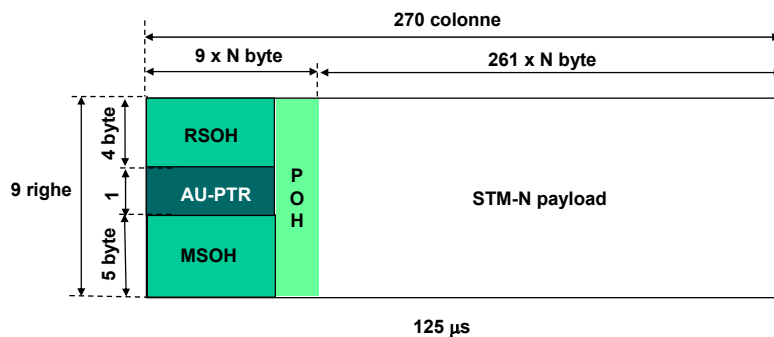 270 colonne
9 x N byte
261 x N byte
4 byte
RSOH
9 righe
1
AU-PTR
P
O
H
STM-N payload
5 byte
MSOH
125 μs